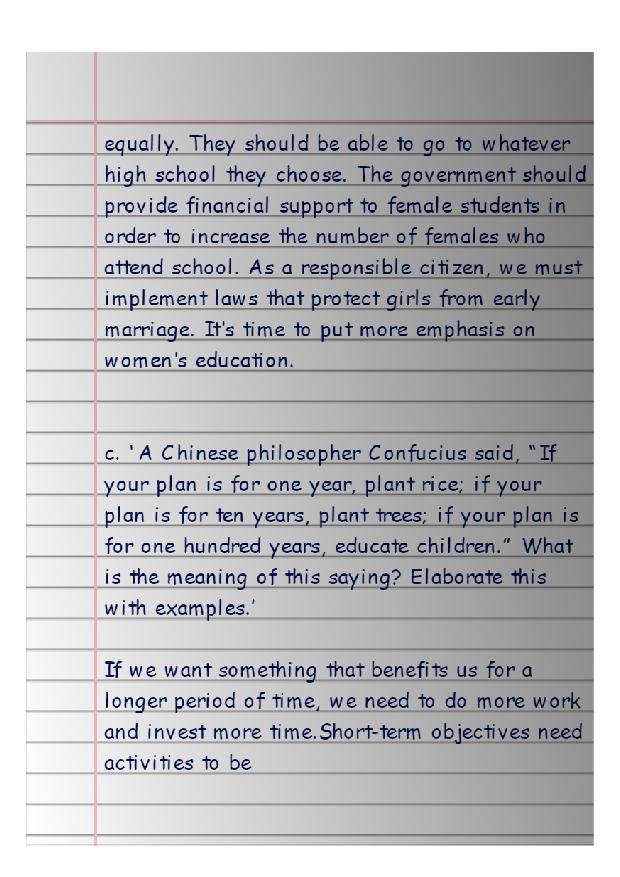 equally. They should be able to go to whatever
high school they choose. The government should
provide financial support to female students in
order to increase the number of females who
attend school. As a responsible citizen, we must
implement laws that protect girls from early
marriage. It's time to put more emphasis on
women's education.
c. 'A Chinese philosopher Confucius said, "If
your plan is for one year, plant rice; if your
plan is for ten years, plant trees; if your plan is
for one hundred years, educate children." What
is the meaning of this saying? Elaborate this
with examples.'
If we want something that benefits us for a
longer period of time, we need to do more work
and invest more time.Short-term objectives need
activities to be